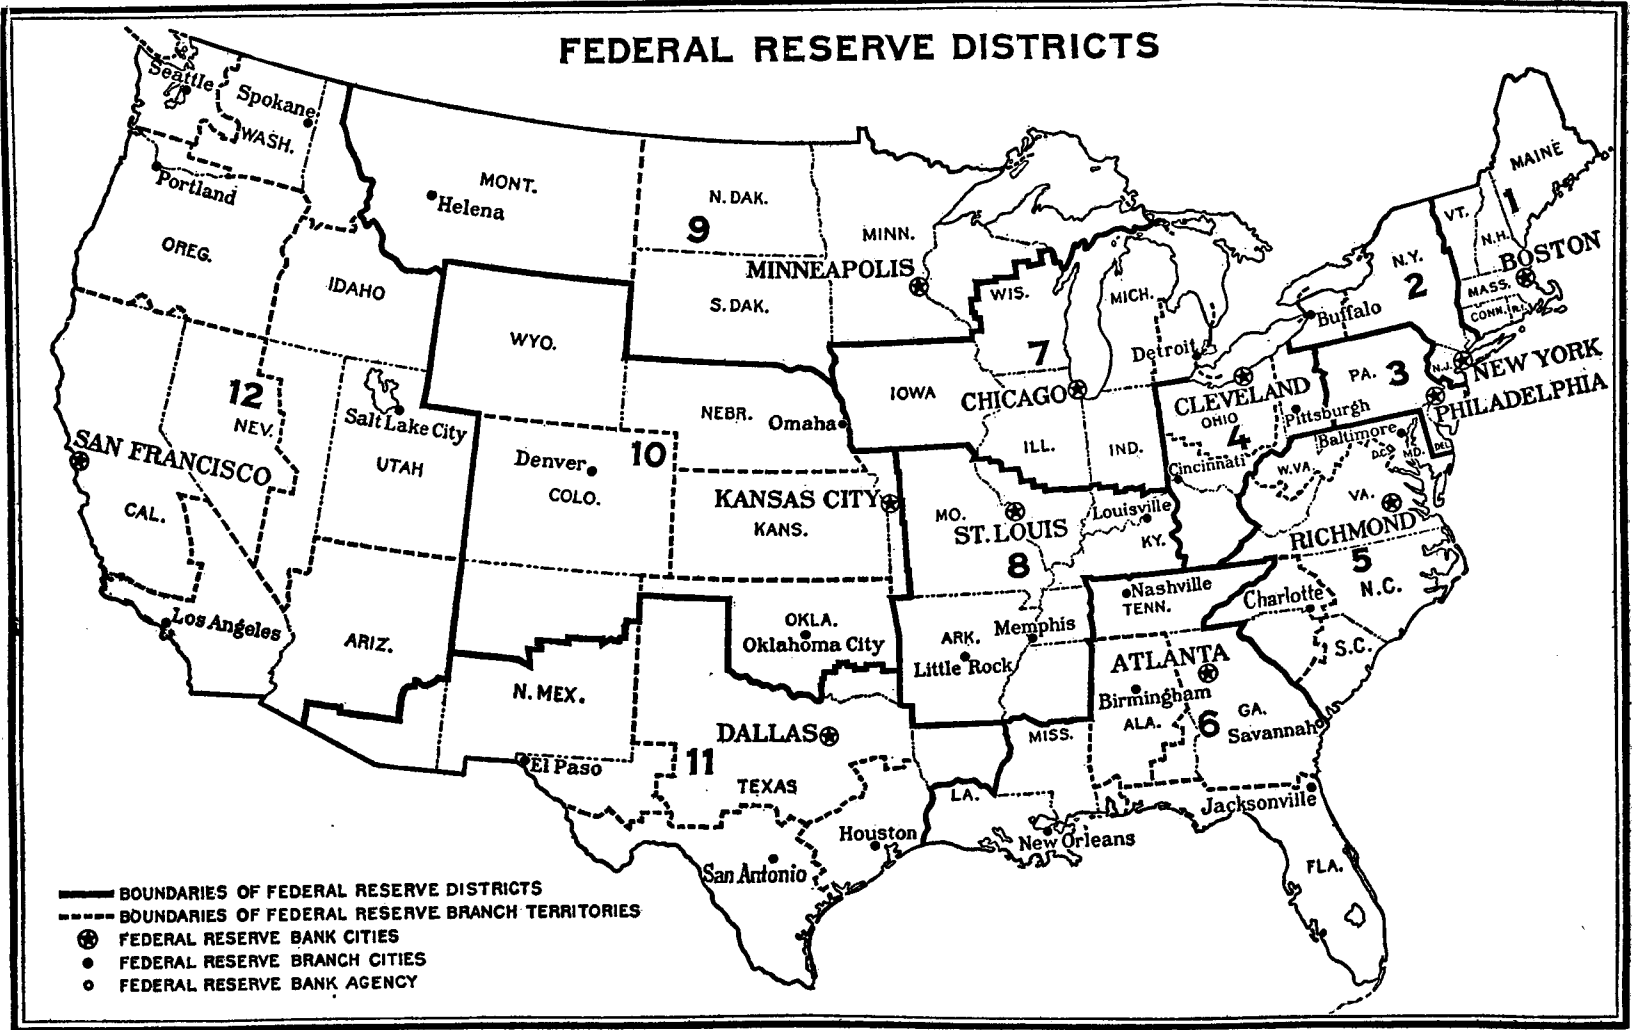 FEDERAL RESERVE DISTRICTS
Seattle
Spokane
WASH.
Portland
OREG.
IDAHO
MONT.
Helena
N. DAK.
9
MINN.
MINNEAPOLIS
S. DAK.
WYO.
WIS.
MICH.
7
Detroit
IOWA
CHICAGO
ILL.
IND.
MAINE
VT.
1
N.H.
BOSTON
N.Y.
2
MASS.
CONN.
R.I.
Buffalo
NEW YORK
N.J.
PA.
3
PHILADELPHIA
CLEVELAND
OHIO
4
Pittsburgh
Cincinnati
Baltimore
D.C.
MD.
DEL.
W.VA.
VA.
RICHMOND
5
12
NEV.
Salt Lake City
SAN FRANCISCO
UTAH
CAL.
Los Angeles
ARIZ.
NEBR.
Omaha
Denver
10
COLO.
KANSAS CITY
KANS.
MO.
ST. LOUIS
8
Louisville
KY.
Nashville
TENN.
Charlotte
N.C.
S.C.
OKLA.
Oklahoma City
ARK.
Memphis
Little Rock
ATLANTA
Birmingham
ALA.
6
GA.
Savannah
N. MEX.
DALLAS
El Paso
11
TEXAS
MISS.
LA.
Jacksonville
New Orleans
Houston
San Antonio
FLA.
BOUNDARIES OF FEDERAL RESERVE DISTRICTS
BOUNDARIES OF FEDERAL RESERVE BRANCH TERRITORIES
FEDERAL RESERVE BANK CITIES
FEDERAL RESERVE BRANCH CITIES
FEDERAL RESERVE BANK AGENCY